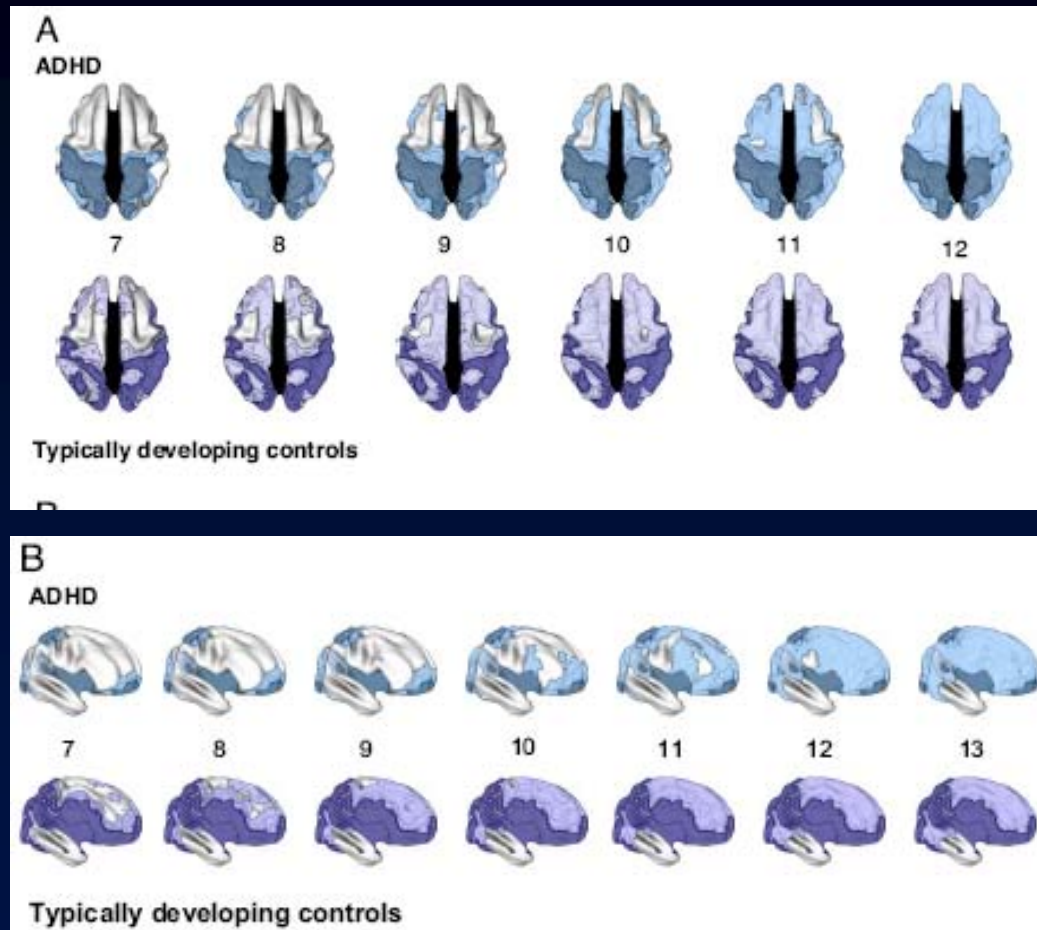 A
ADHD
7 8 9 10 11 12
Typically developing controls
B
ADHD
7 8 9 10 11 12 13
Typically developing controls